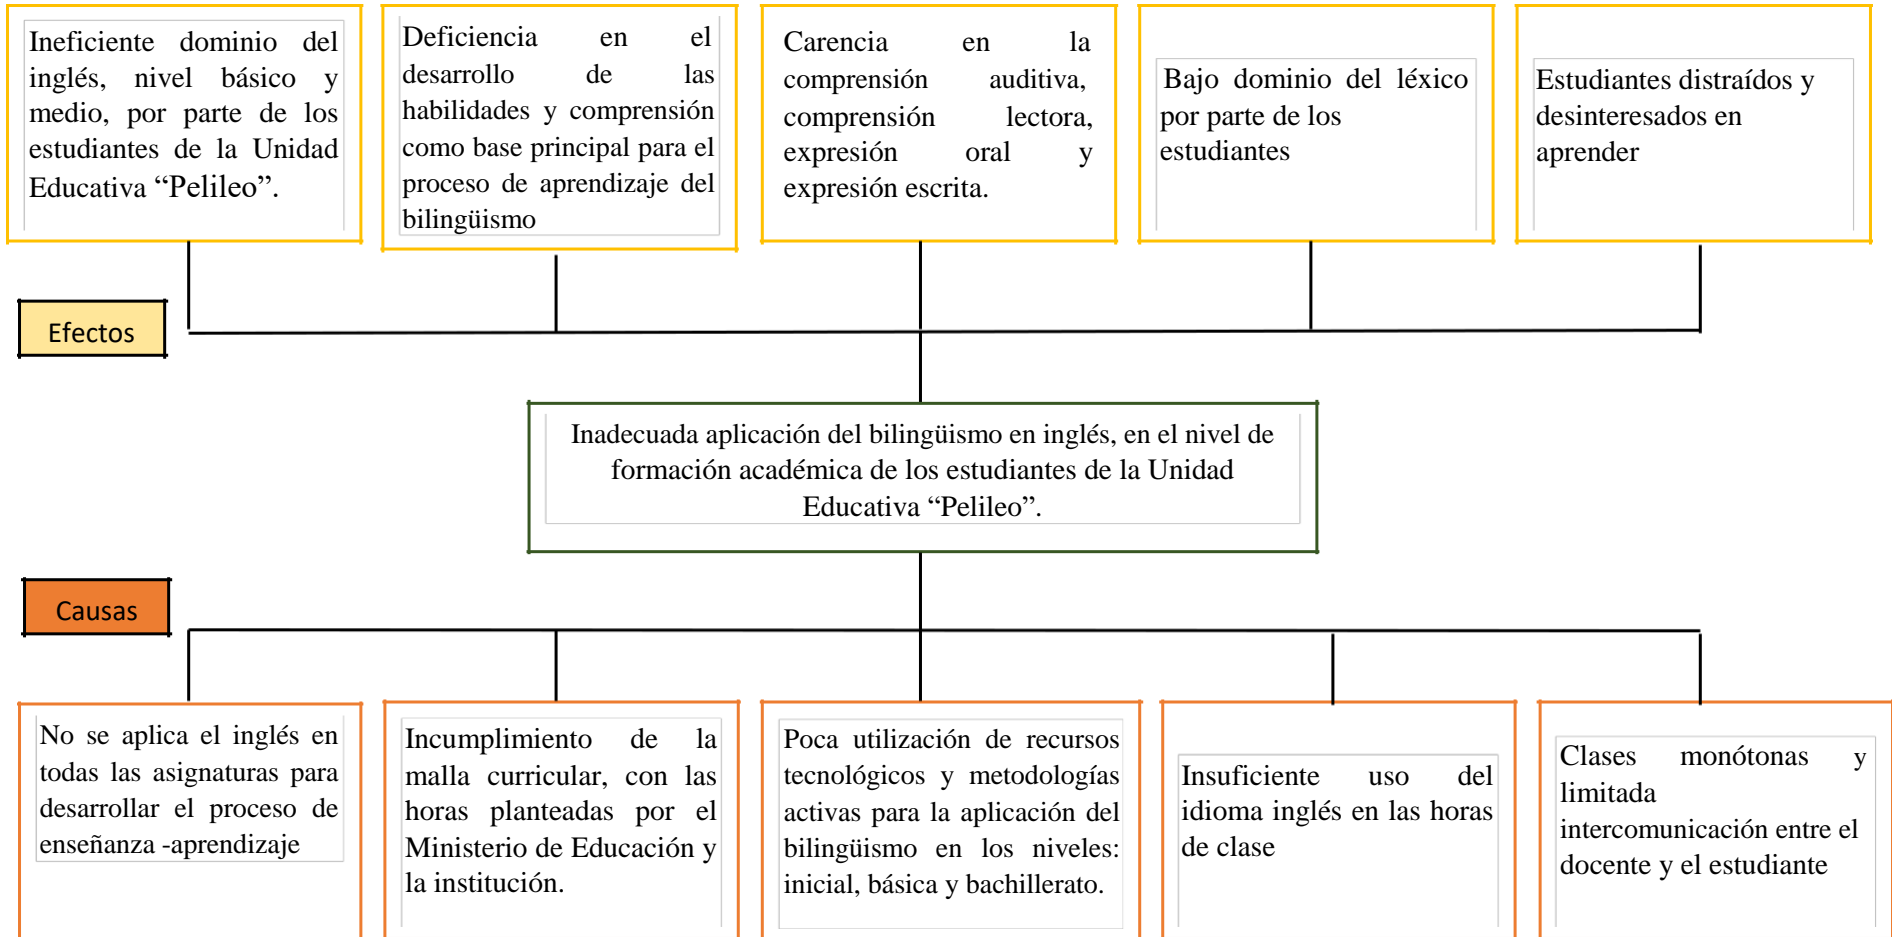 Ineficiente dominio del
inglés, nivel básico y
medio, por parte de los
estudiantes de la Unidad
Educativa “Pelileo”.
Deficiencia en el
desarrollo de las
habilidades y comprensión
como base principal para el
proceso de aprendizaje del
bilingüismo
Carencia en la
comprensión auditiva,
comprensión lectora,
expresión oral y
expresión escrita.
Bajo dominio del léxico
por parte de los
estudiantes
Estudiantes distraídos y
desinteresados en
aprender
Efectos
Inadecuada aplicación del bilingüismo en inglés, en el nivel de
formación académica de los estudiantes de la Unidad
Educativa “Pelileo”.
Causas
No se aplica el inglés en
todas las asignaturas para
desarrollar el proceso de
enseñanza -aprendizaje
Incumplimiento de la
malla curricular, con las
horas planteadas por el
Ministerio de Educación y
la institución.
Poca utilización de recursos
tecnológicos y metodologías
activas para la aplicación del
bilingüismo en los niveles:
inicial, básica y bachillerato.
Insuficiente uso del
idioma inglés en las horas
de clase
Clases monótonas y
limitada
intercomunicación entre el
docente y el estudiante